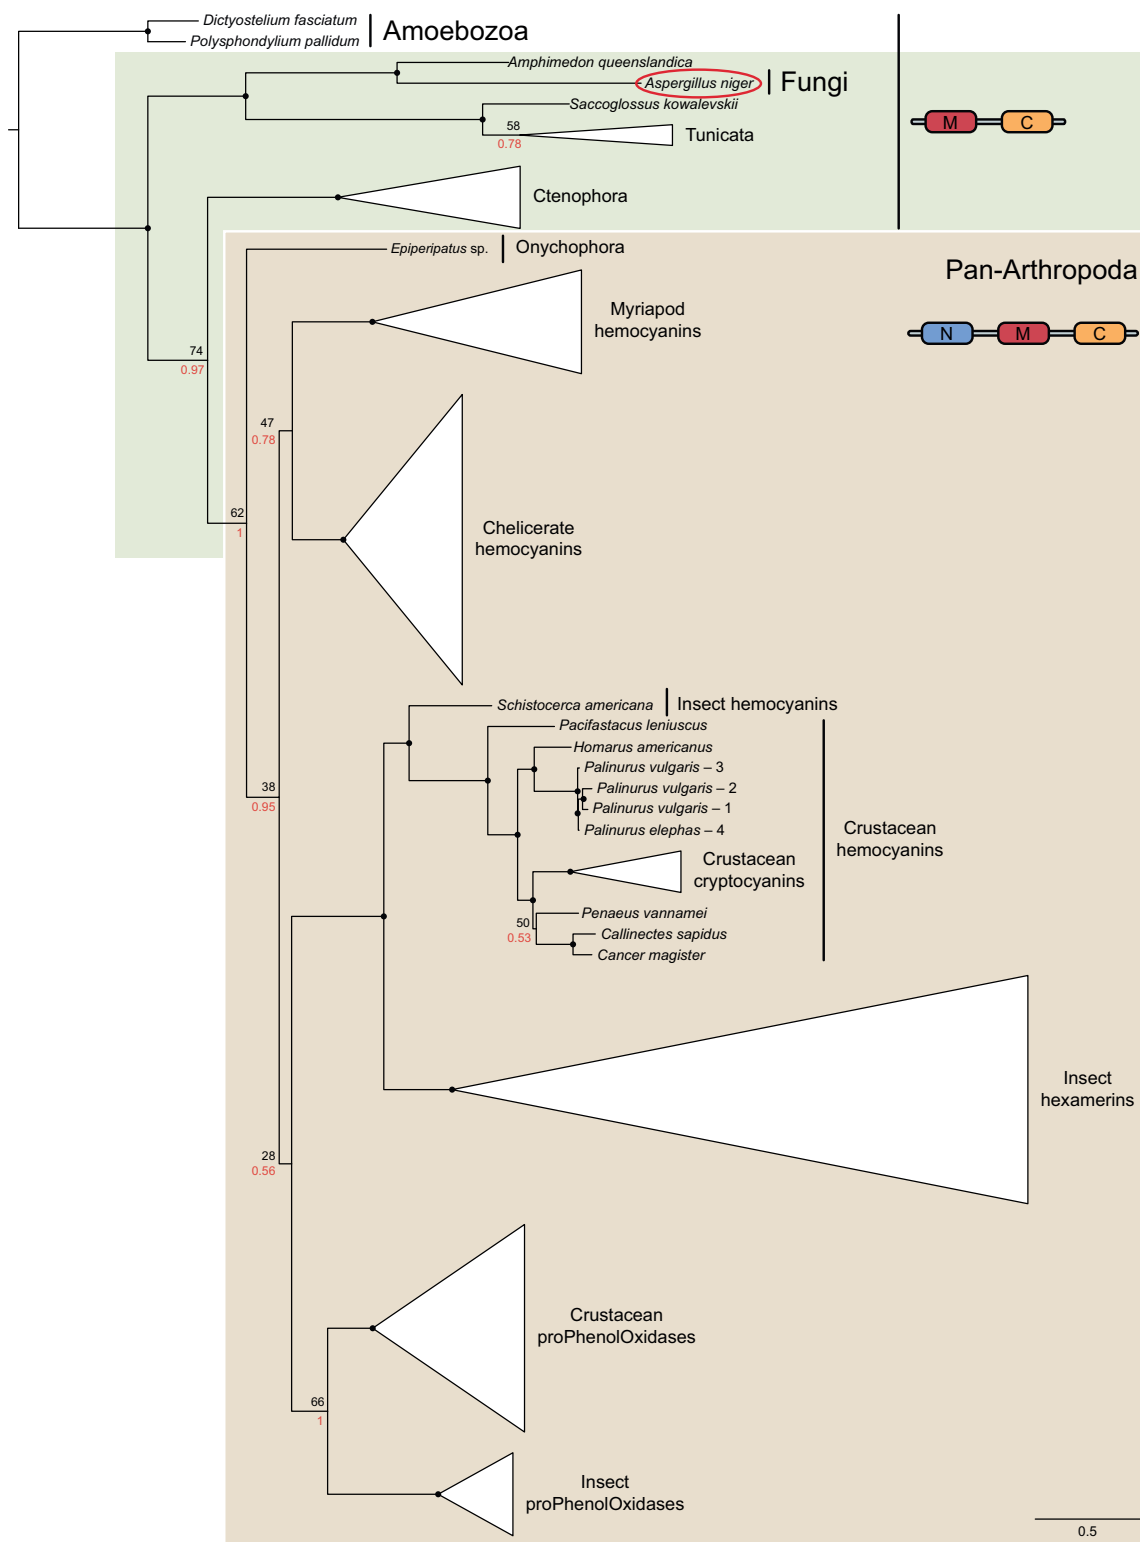 Dictyostelium fasciatum
Polysphondylium pallidum
Amoebozoa
Amphimedon queenslandica
Aspergillus niger
Fungi
Saccoglossus kowalevskii
58
0.78
Tunicata
M C
Ctenophora
Epiperipatus sp.
Onychophora
Pan-Arthropoda
Myriapod
hemocyanins
N M C
74
0.97
47
0.78
62
1
Chelicerate
hemocyanins
Schistocerca americana
Insect hemocyanins
Pacifastacus leniuscus
Homarus americanus
Palinurus vulgaris – 3
Palinurus vulgaris – 2
Palinurus vulgaris – 1
Palinurus elephas – 4
38
0.95
Crustacean
hemocyanins
Crustacean
cryptocyanins
Penaeus vannamei
50
0.53
Callinectes sapidus
Cancer magister
Insect
hexamerins
28
0.56
Crustacean
proPhenolOxidases
66
1
Insect
proPhenolOxidases
0.5